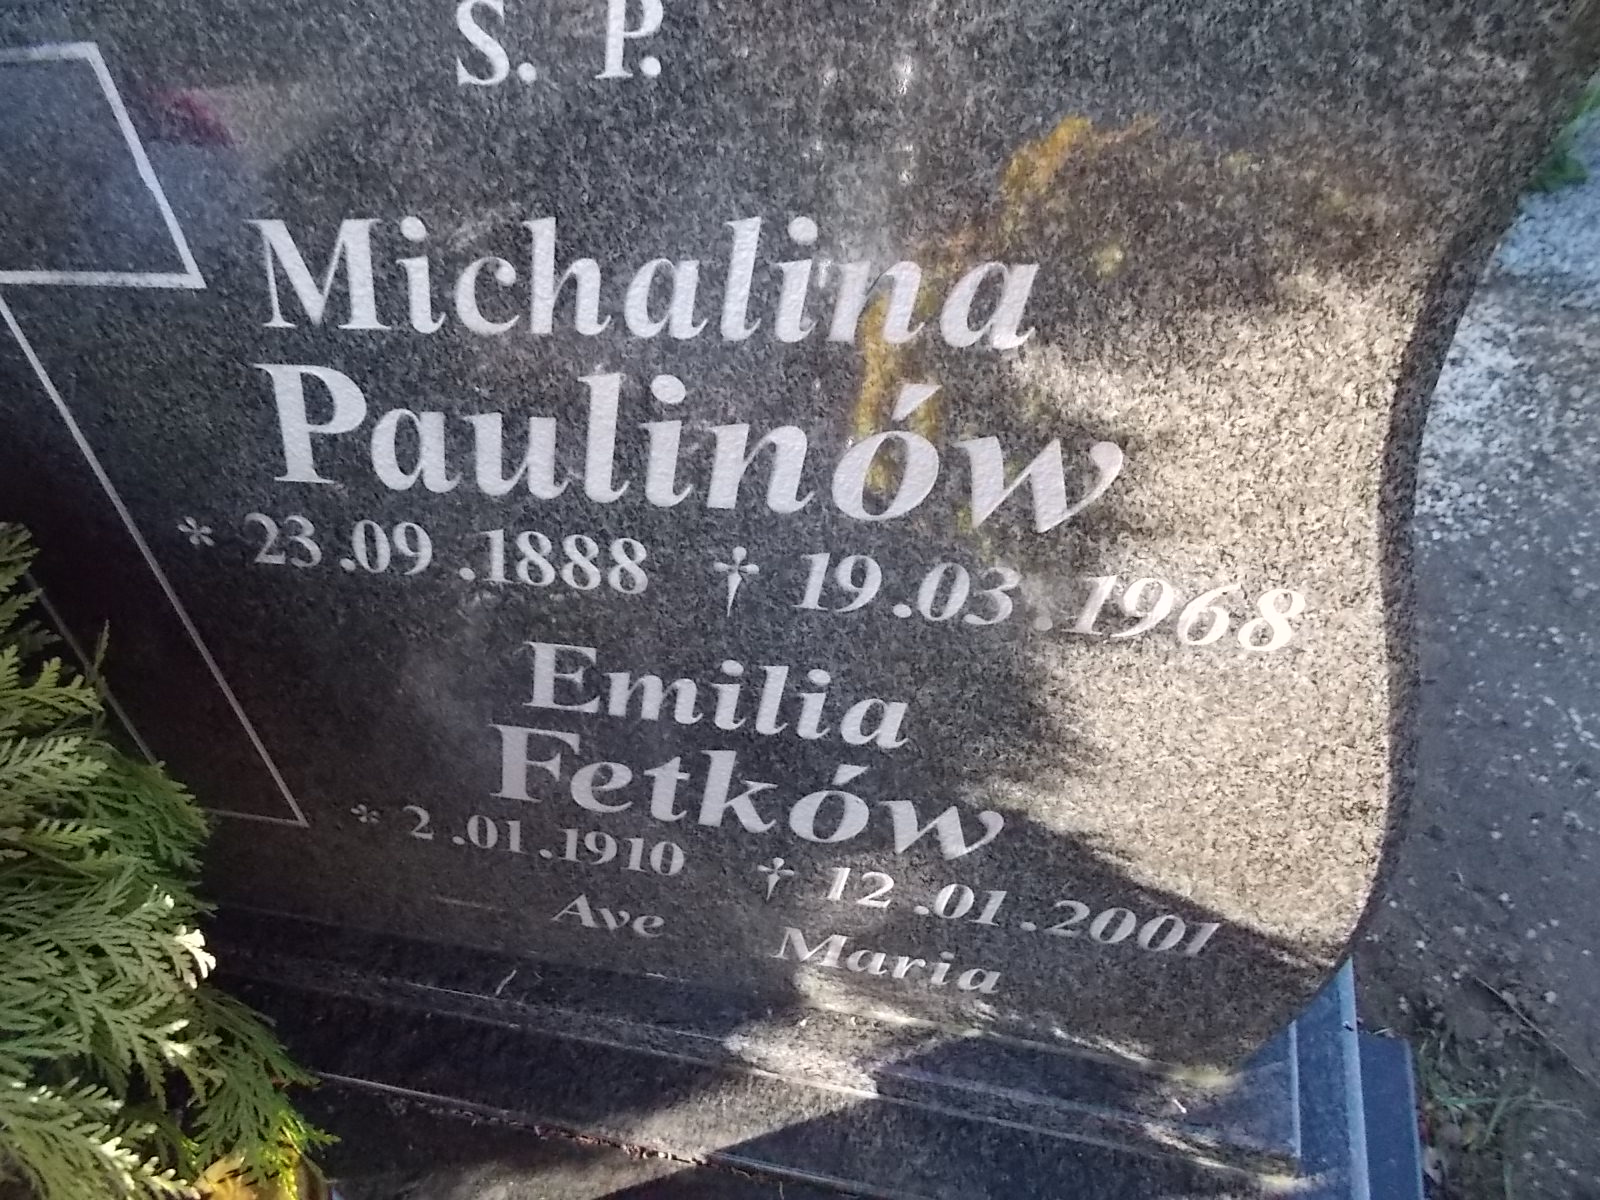 S. P.
Michalina
Paulinów
* 23.09.1888 † 19.03.1968
Emilia
Fetków
* 2.01.1910 † 12.01.2001
Ave Maria